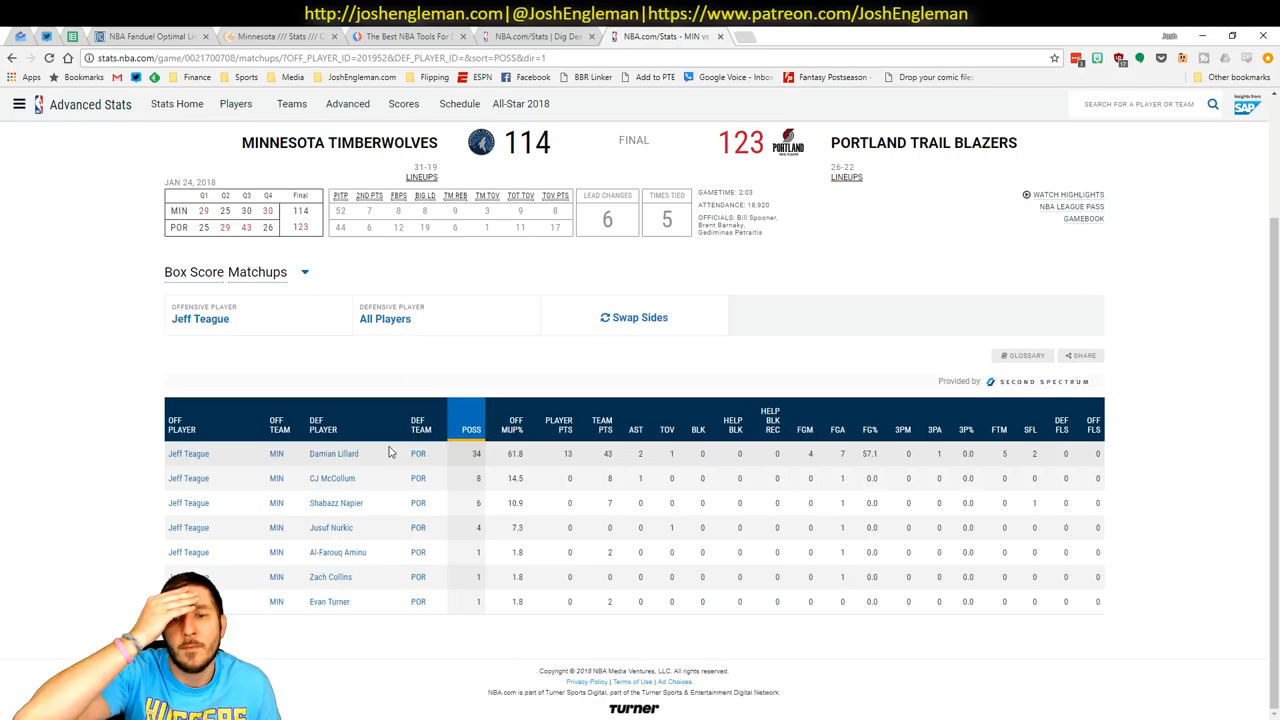 http://joshengleman.com|@JoshEngleman|https://www.patreon.com/JoshEngleman
NBA Fanduel Optimal Lin
Minnesota /// Stats /// C
The Best NBA Tools For D
NBA.com/Stats | Dig Dee
NBA.com/Stats - MIN vs
Josh
stats.nba.com/game/0021700708/matchups/?OFF_PLAYER_ID=201952&DEF_PLAYER_ID=&sort=POSS&dir=1
Apps Bookmarks Finance Sports Media JoshEngleman.com Flipping ESPN Facebook BBR Linker Add to PTE Google Voice - Inbo Fantasy Postseason Drop your comic files Other bookmarks
Advanced Stats Stats Home Players Teams Advanced Scores Schedule All-Star 2018 SEARCH FOR A PLAYER OR TEAM Insights from SAP
MINNESOTA TIMBERWOLVES 114 FINAL 123 PORTLAND TRAIL BLAZERS
PORTLAND
31-19 26-22
LINEUPS LINEUPS
JAN 24, 2018
Q1 Q2 Q3 Q4 Final PITP 2ND PTS FBPS BIG LD TM REB TM TOV TOT TOV TOV PTS LEAD CHANGES TIMES TIED
MIN 29 25 30 30 114 52 7 8 8 9 3 9 8 6 5
POR 25 29 43 26 123 44 6 12 19 6 1 11 17
GAMETIME: 2:03
ATTENDANCE: 18,920
OFFICIALS: Bill Spooner,
Brent Barnaky,
Gediminas Petraitis
WATCH HIGHLIGHTS
NBA LEAGUE PASS
GAMEBOOK
Box Score Matchups
OFFENSIVE PLAYER DEFENSIVE PLAYER
Jeff Teague All Players Swap Sides
GLOSSARY SHARE
Provided by: SECOND SPECTRUM
OFF PLAYER OFF TEAM DEF PLAYER DEF TEAM POSS OFF MUP% PLAYER PTS TEAM PTS AST TOV BLK HELP BLK HELP BLK REC FGM FGA FG% 3PM 3PA 3P% FTM SFL DEF FLS OFF FLS
Jeff Teague MIN Damian Lillard POR 34 61.8 13 43 2 1 0 0 0 4 7 57.1 0 1 0.0 5 2 0 0
Jeff Teague MIN CJ McCollum POR 8 14.5 0 8 1 0 0 0 0 0 1 0.0 0 0 0.0 0 0 0 0
Jeff Teague MIN Shabazz Napier POR 6 10.9 0 7 0 0 0 0 0 0 1 0.0 0 0 0.0 0 1 0 0
Jeff Teague MIN Jusuf Nurkic POR 4 7.3 0 0 0 1 0 0 0 0 1 0.0 0 0 0.0 0 0 0 0
Jeff Teague MIN Al-Farouq Aminu POR 1 1.8 0 2 0 0 0 0 0 0 1 0.0 0 0 0.0 0 0 0 0
MIN Zach Collins POR 1 1.8 0 0 0 0 0 0 0 0 1 0.0 0 0 0.0 0 0 0 0
MIN Evan Turner POR 1 1.8 0 2 0 0 0 0 0 0 0 0.0 0 0 0.0 0 0 0 0
Copyright © 2018 NBA Media Ventures, LLC. All rights reserved.
Privacy Policy | Terms of Use | Ad Choices
NBA.com is part of Turner Sports Digital, part of the Turner Sports & Entertainment Digital Network.
turner